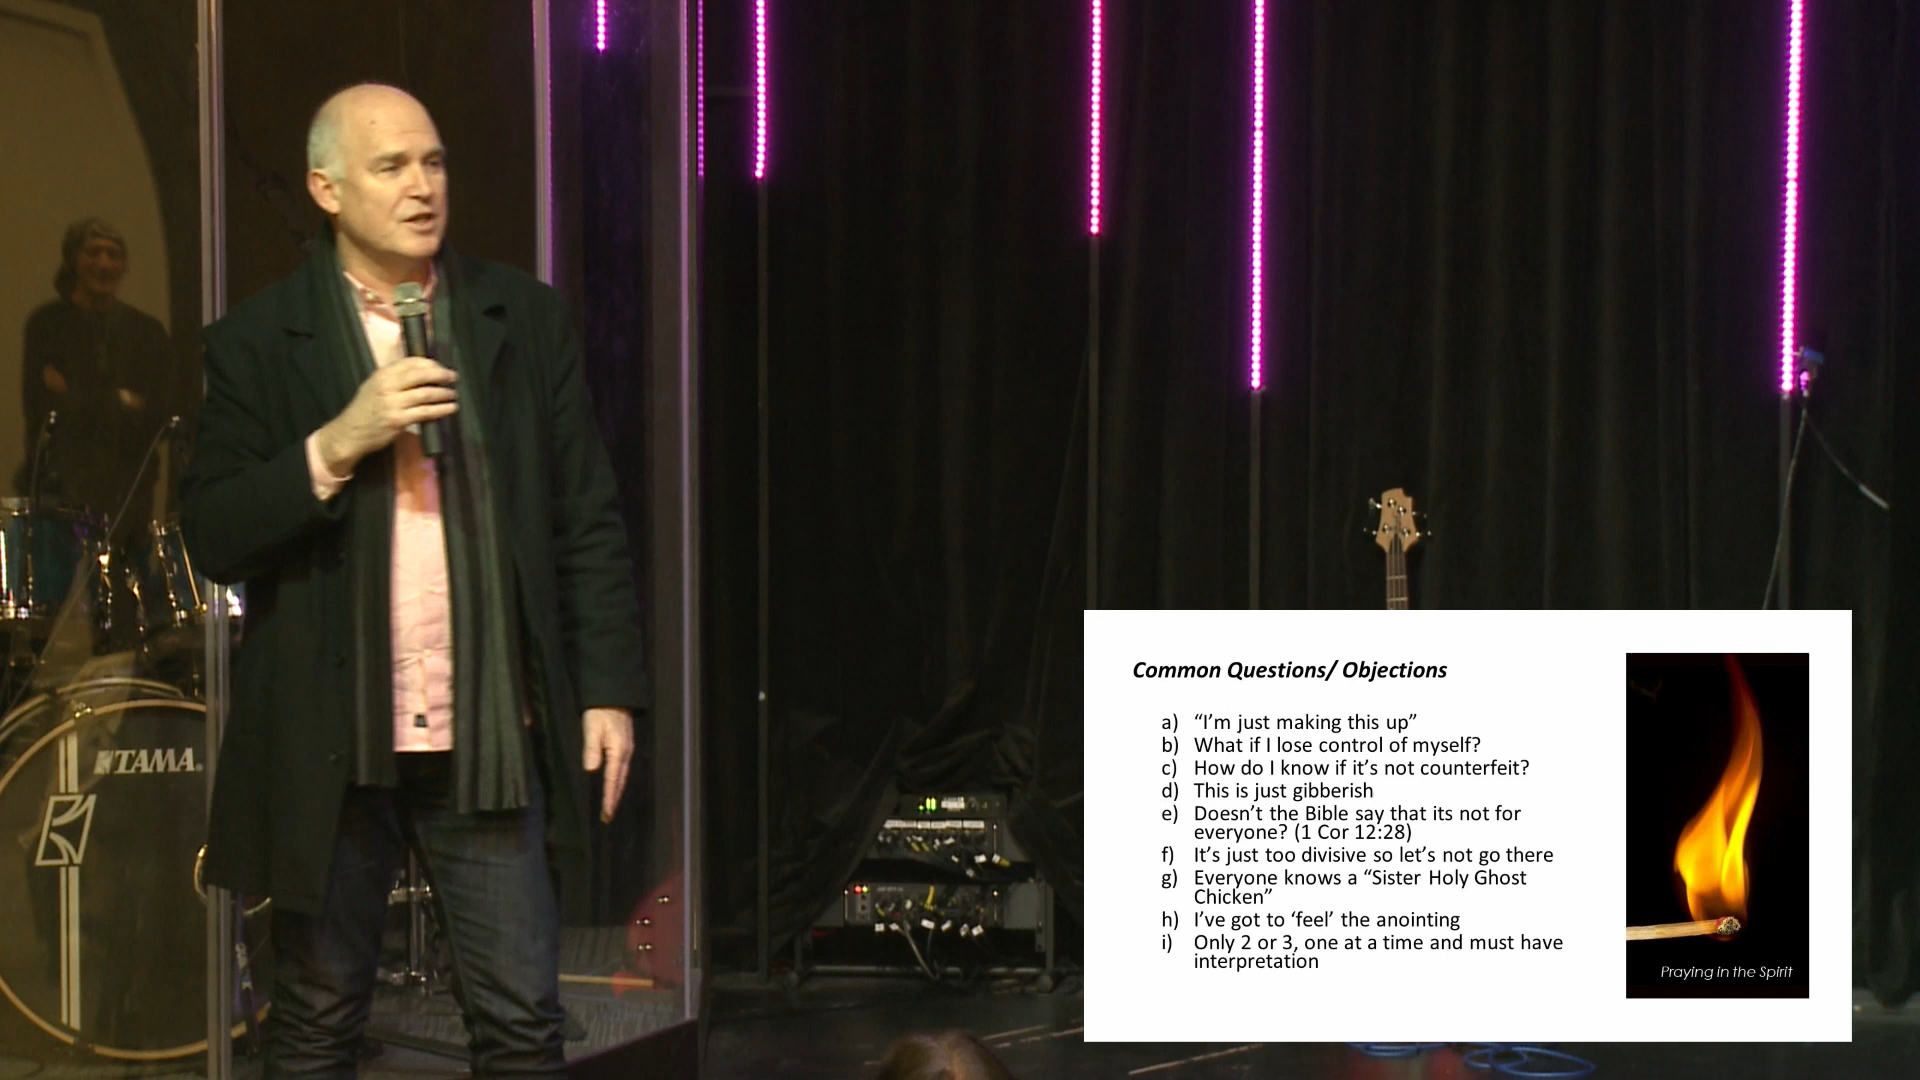 TAMA
Common Questions/ Objections
a) “I’m just making this up”
b) What if I lose control of myself?
c) How do I know if it’s not counterfeit?
d) This is just gibberish
e) Doesn’t the Bible say that its not for
everyone? (1 Cor 12:28)
f) It’s just too divisive so let’s not go there
g) Everyone knows a “Sister Holy Ghost
Chicken”
h) I’ve got to ‘feel’ the anointing
i) Only 2 or 3, one at a time and must have
interpretation
Praying in the Spirit